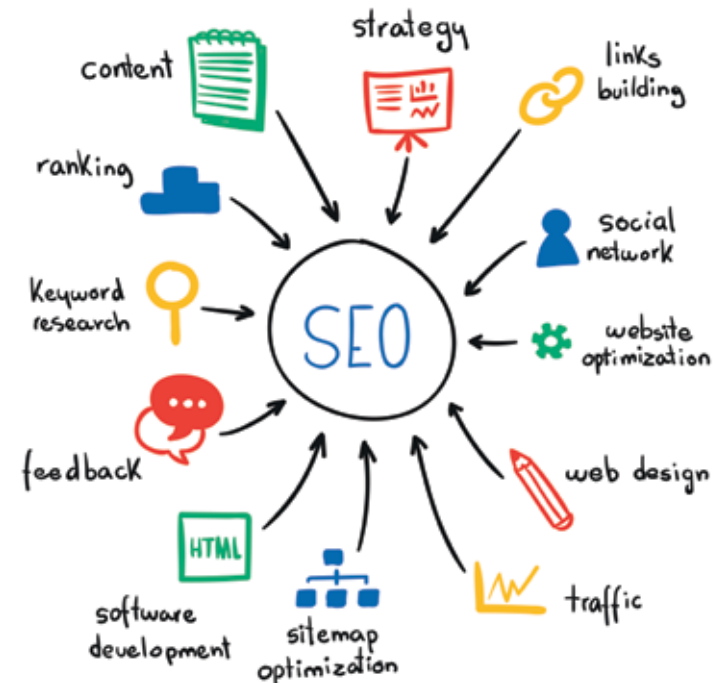 strategy
content
links
building
ranking
social
network
Keyword
research
SEO
website
optimization
feedback
web design
HTML
traffic
software
development
sitemap
optimization